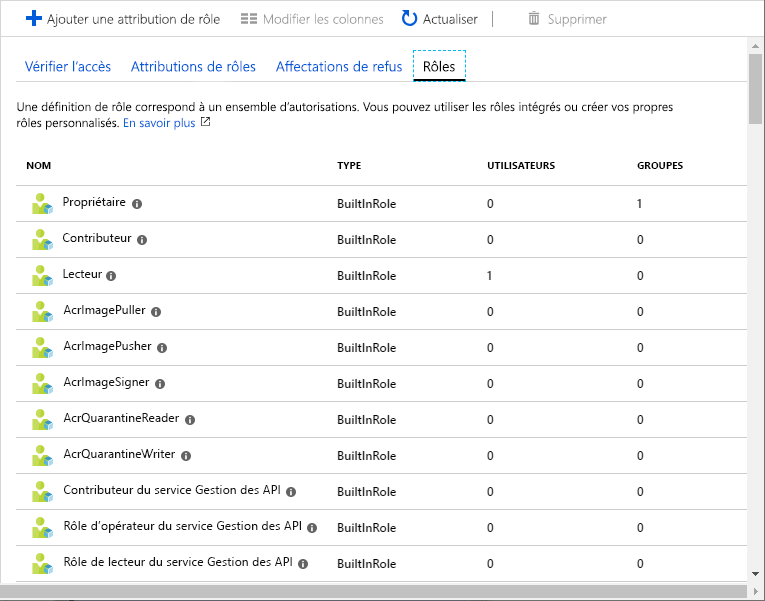 Ajouter une attribution de rôle Modifier les colonnes Actualiser Supprimer
Vérifier l'accès Attributions de rôles Affectations de refus Rôles
Une définition de rôle correspond à un ensemble d'autorisations. Vous pouvez utiliser les rôles intégrés ou créer vos propres
rôles personnalisés. En savoir plus
NOM TYPE UTILISATEURS GROUPES
Propriétaire BuiltInRole 0 1
Contributeur BuiltInRole 0 0
Lecteur BuiltInRole 1 0
AcrImagePuller BuiltInRole 0 0
AcrImagePusher BuiltInRole 0 0
AcrImageSigner BuiltInRole 0 0
AcrQuarantineReader BuiltInRole 0 0
AcrQuarantineWriter BuiltInRole 0 0
Contributeur du service Gestion des API BuiltInRole 0 0
Rôle d'opérateur du service Gestion des API BuiltInRole 0 0
Rôle de lecteur du service Gestion des API BuiltInRole 0 0